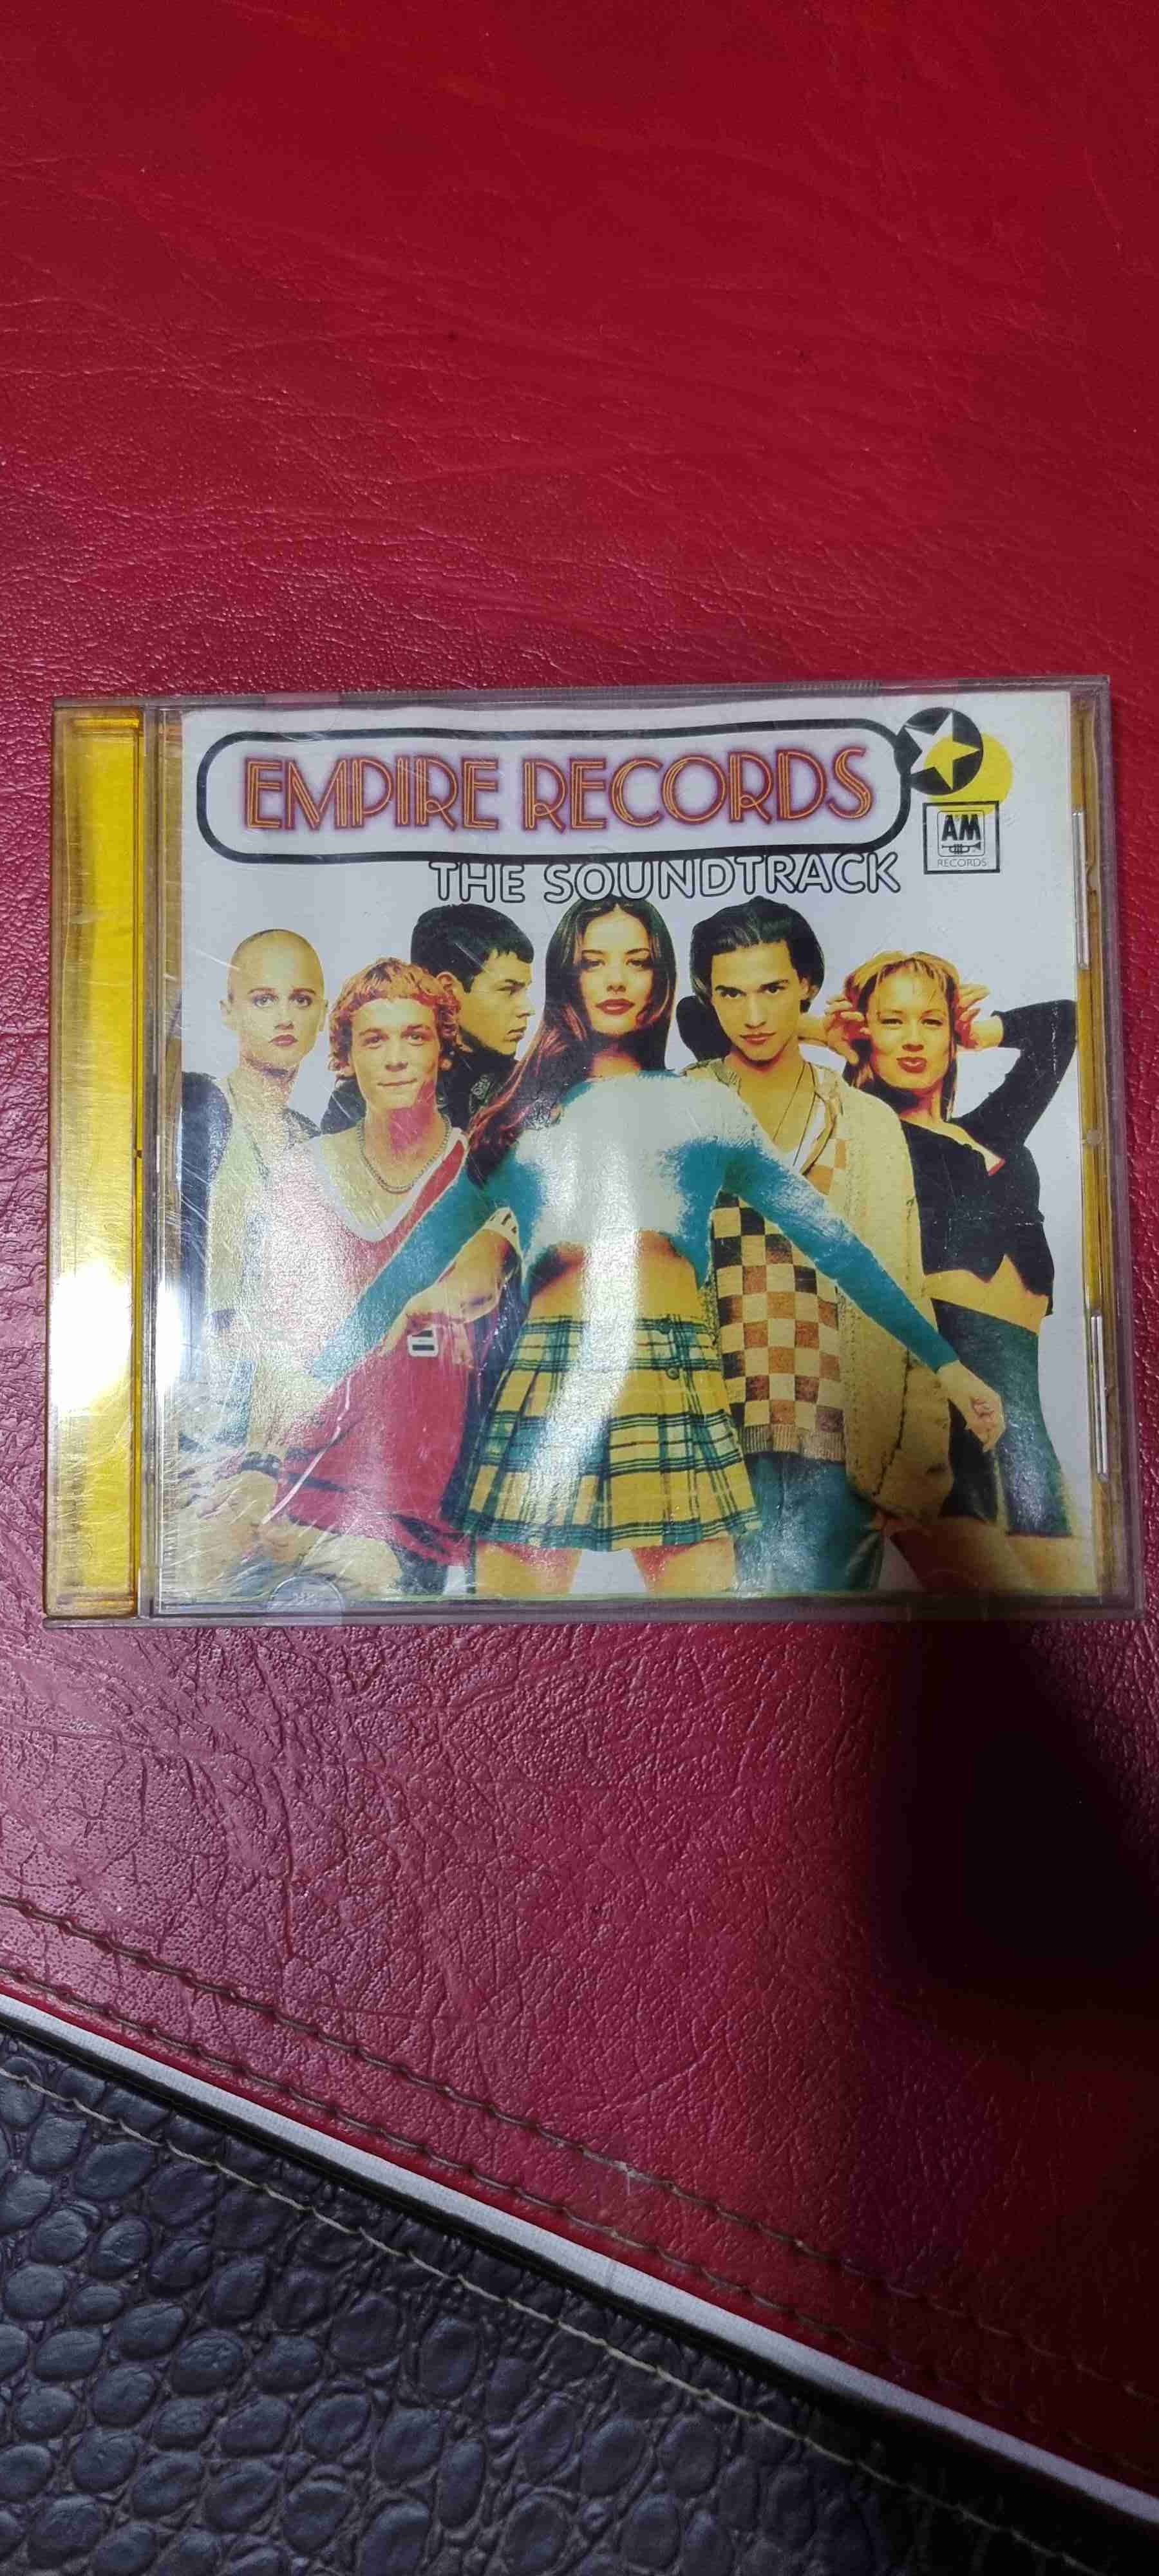 EMPIRE RECORDS
THE SOUNDTRACK
A&M
RECORDS